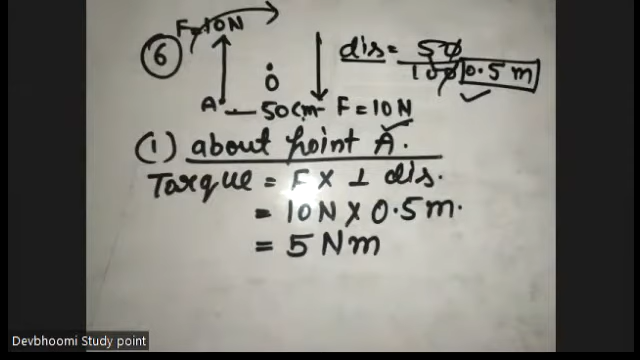 F=10N
6
dis = 50
100 0.5 m
O
A 50cm F=10N
(1) about point A.
Torque = F × ⊥ dis.
= 10N × 0.5m.
= 5 Nm
Devbhoomi Study point